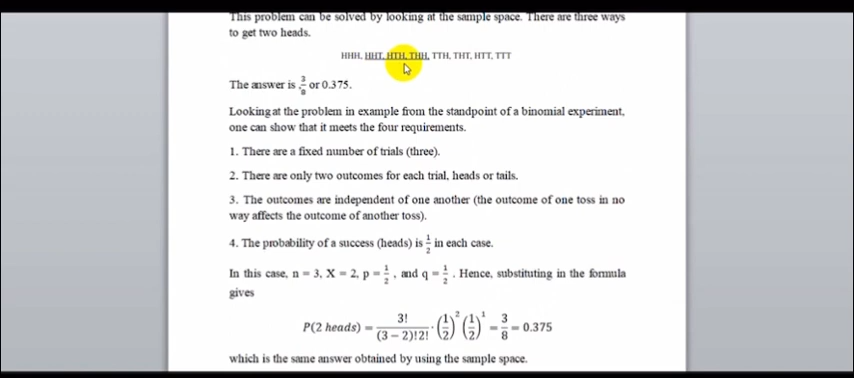 This problem can be solved by looking at the sample space. There are three ways
to get two heads.
HHH, HHT, HTH, THH, TTH, THT, HTT, TTT
The answer is 3/8 or 0.375.
Looking at the problem in example from the standpoint of a binomial experiment,
one can show that it meets the four requirements.
1. There are a fixed number of trials (three).
2. There are only two outcomes for each trial, heads or tails.
3. The outcomes are independent of one another (the outcome of one toss in no
way affects the outcome of another toss).
4. The probability of a success (heads) is 1/2 in each case.
In this case, n = 3, X = 2, p = 1/2 , and q = 1/2 . Hence, substituting in the formula
gives
P(2 heads) = 3!/((3 − 2)!2!) · (1/2)² (1/2)¹ = 3/8 = 0.375
which is the same answer obtained by using the sample space.